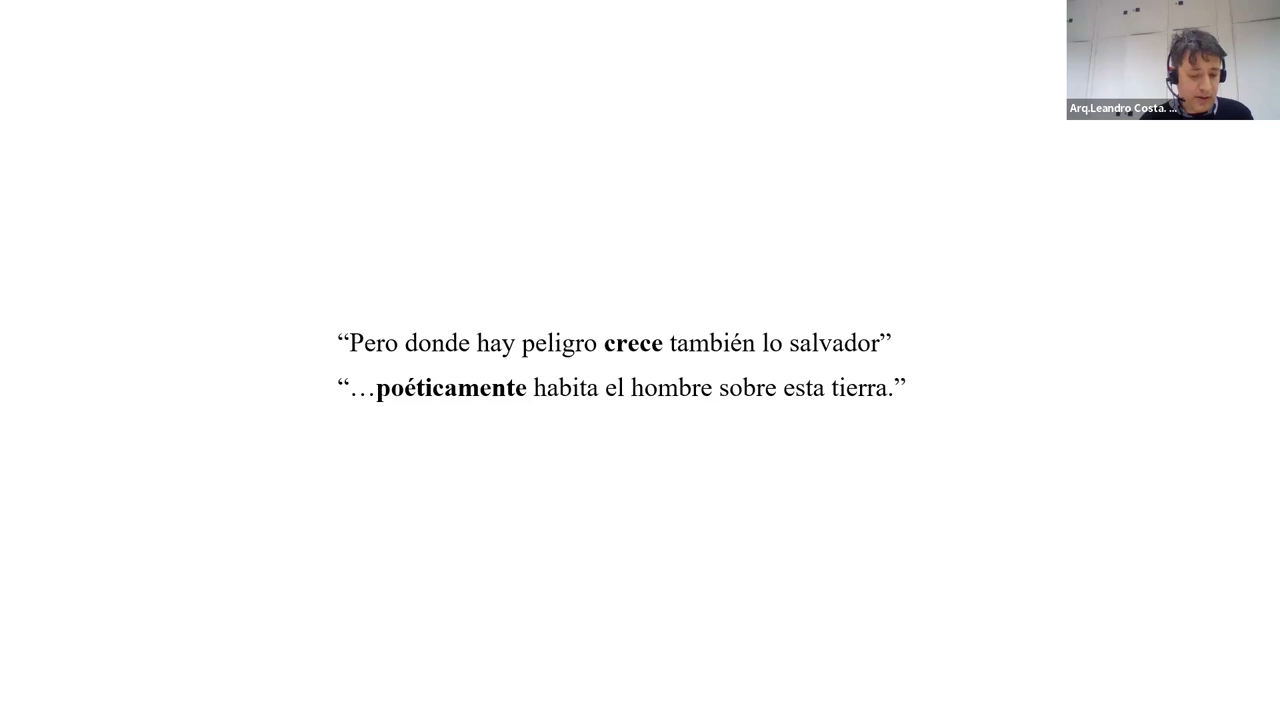 Arq.Leandro Costa. ...
“Pero donde hay peligro crece también lo salvador”
“…poéticamente habita el hombre sobre esta tierra.”